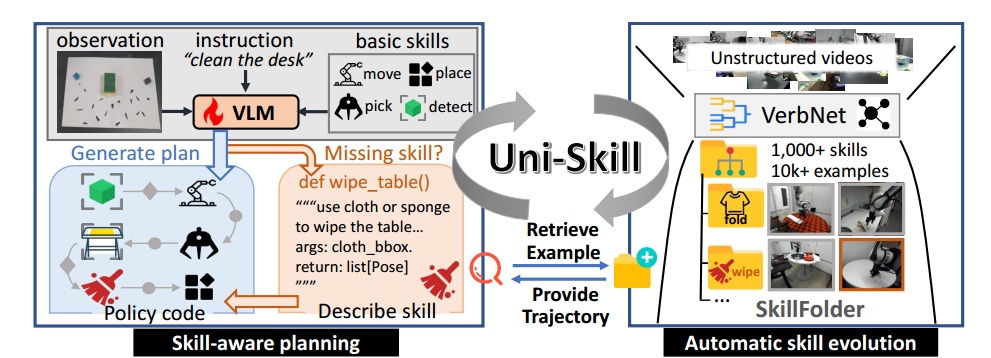 observation
instruction
"clean the desk"
basic skills
move
place
pick
detect
VLM
Generate plan
Missing skill?
def wipe_table()
"""use cloth or sponge
to wipe the table...
args: cloth_bbox.
return: list[Pose]
"""
Policy code
Describe skill
Skill-aware planning
Uni-Skill
Retrieve
Example
Provide
Trajectory
Unstructured videos
VerbNet
1,000+ skills
10k+ examples
fold
wipe
...
SkillFolder
Automatic skill evolution